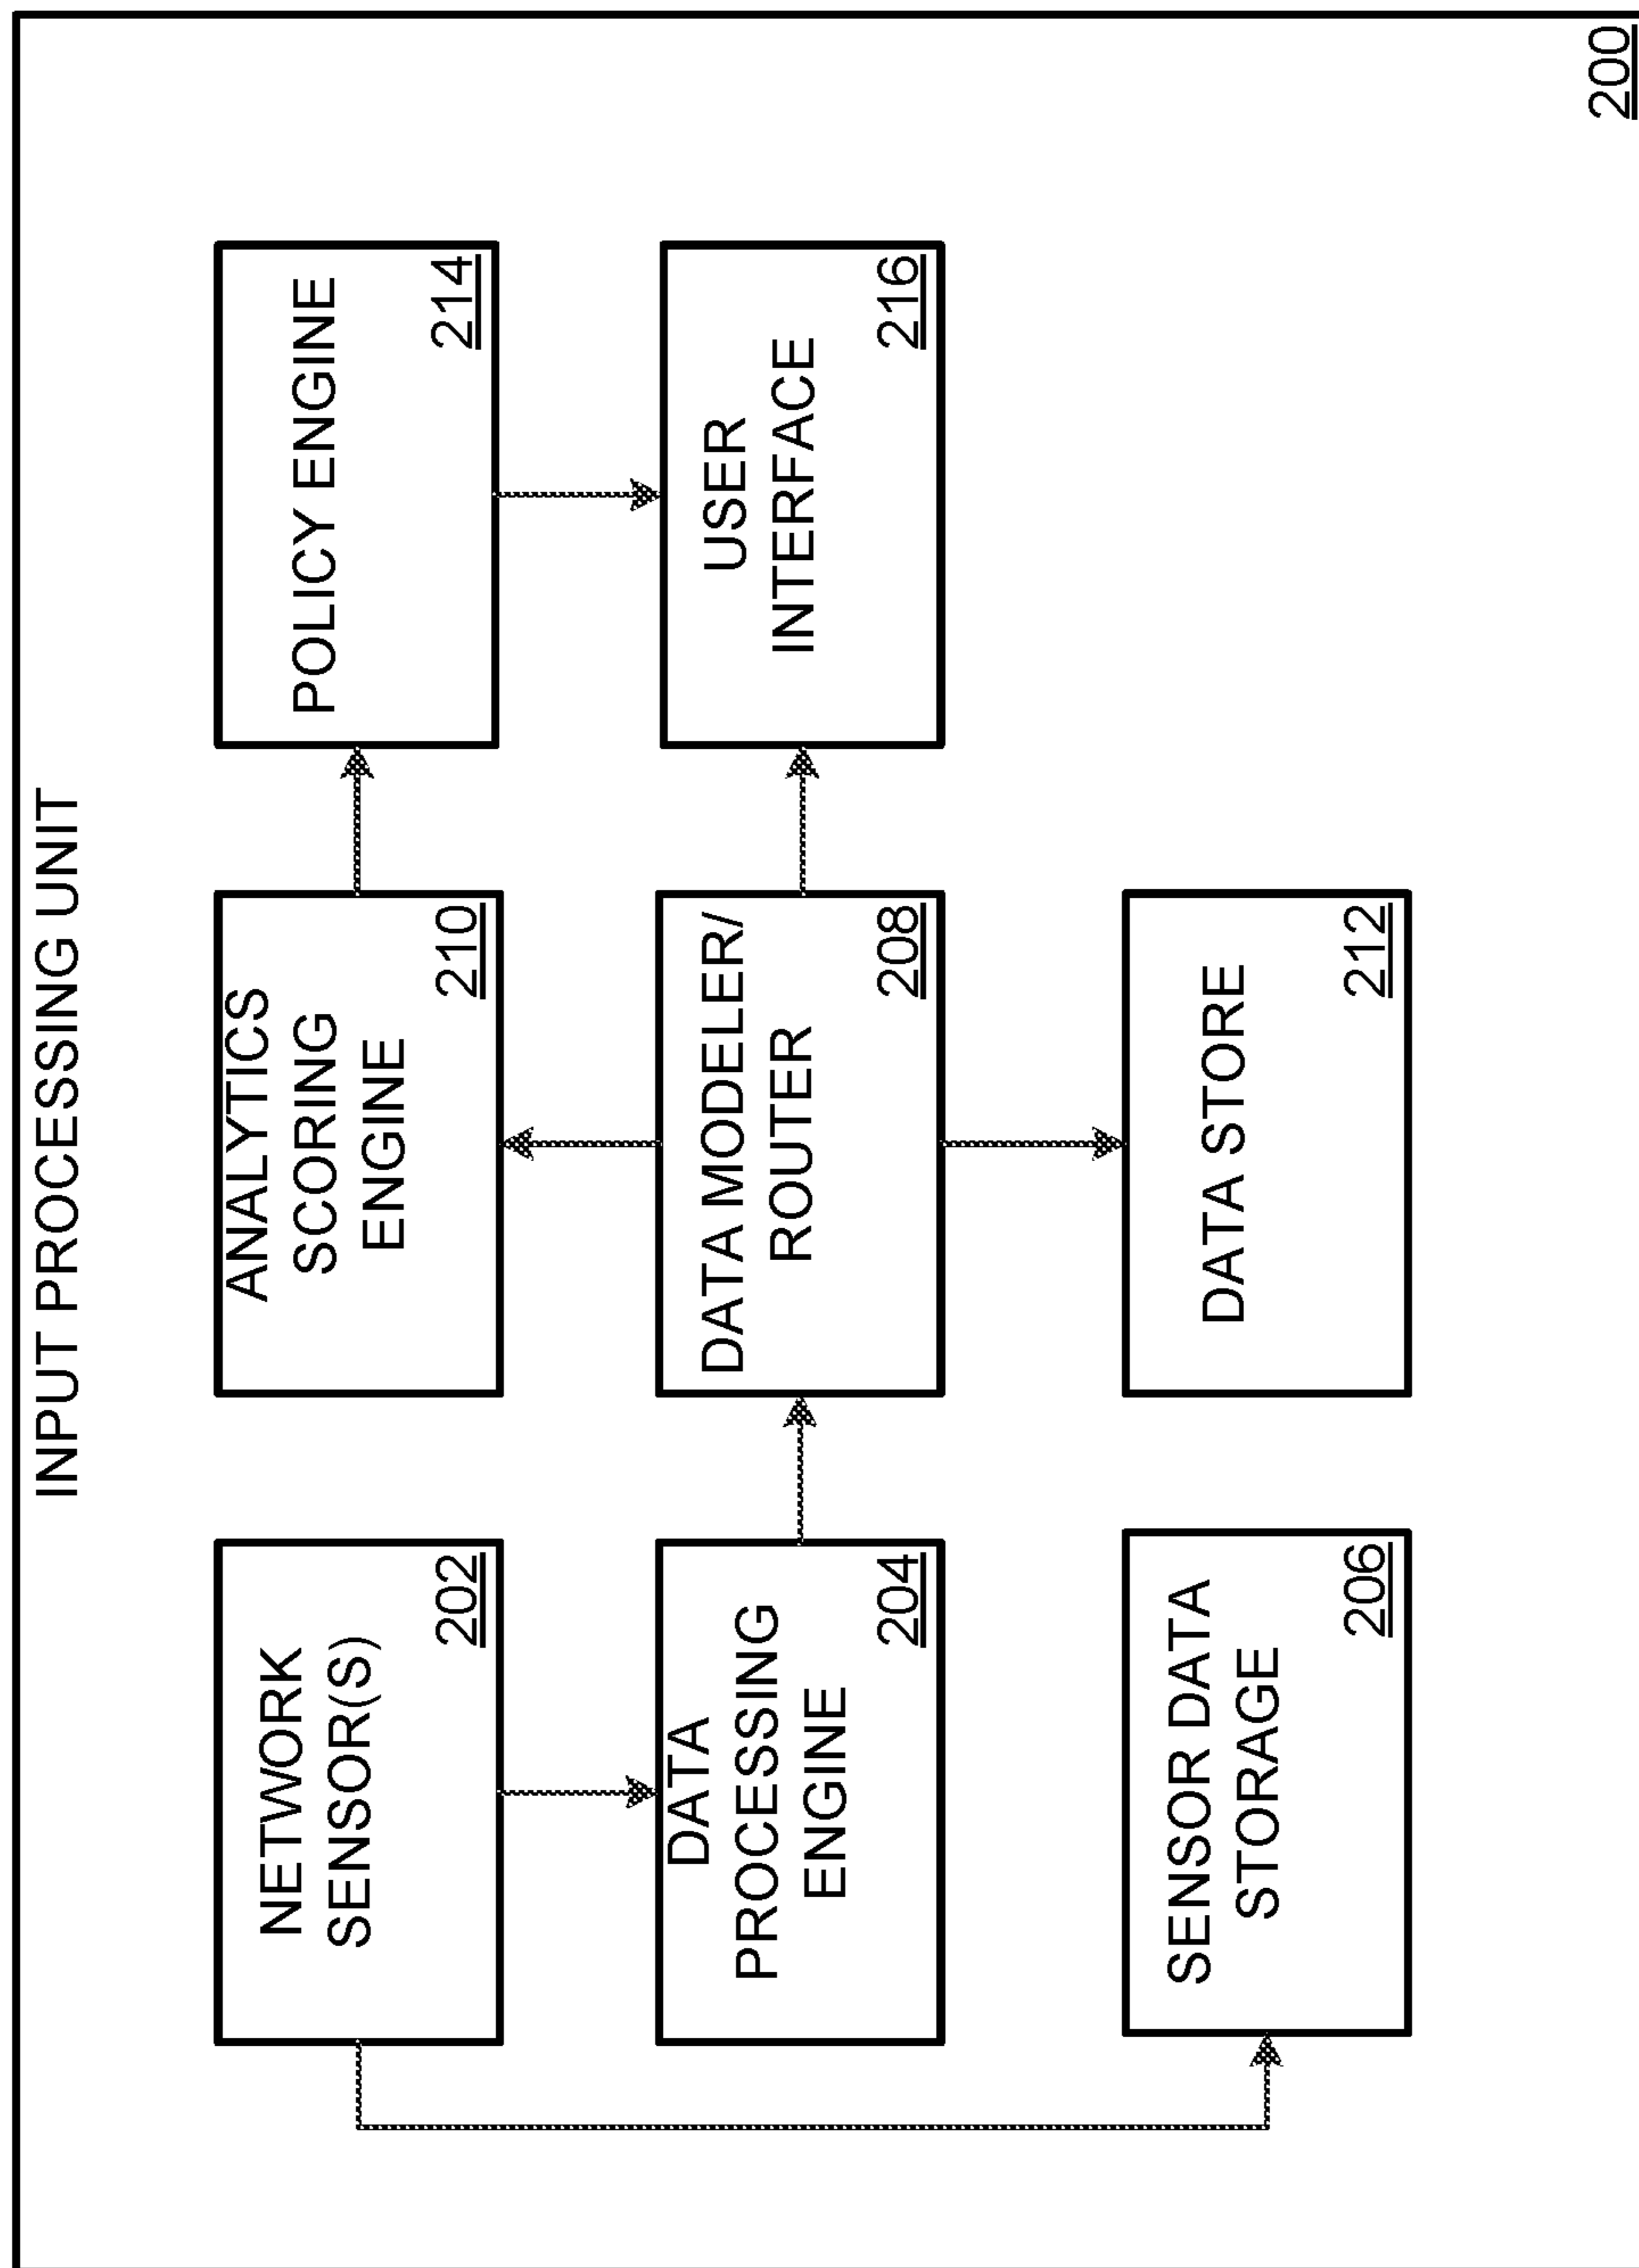 INPUT PROCESSING UNIT
NETWORK
SENSOR(S)
202
ANALYTICS
SCORING
ENGINE
210
POLICY ENGINE
214
DATA
PROCESSING
ENGINE
204
DATA MODELER/
ROUTER
208
USER
INTERFACE
216
SENSOR DATA
STORAGE
206
DATA STORE
212
200